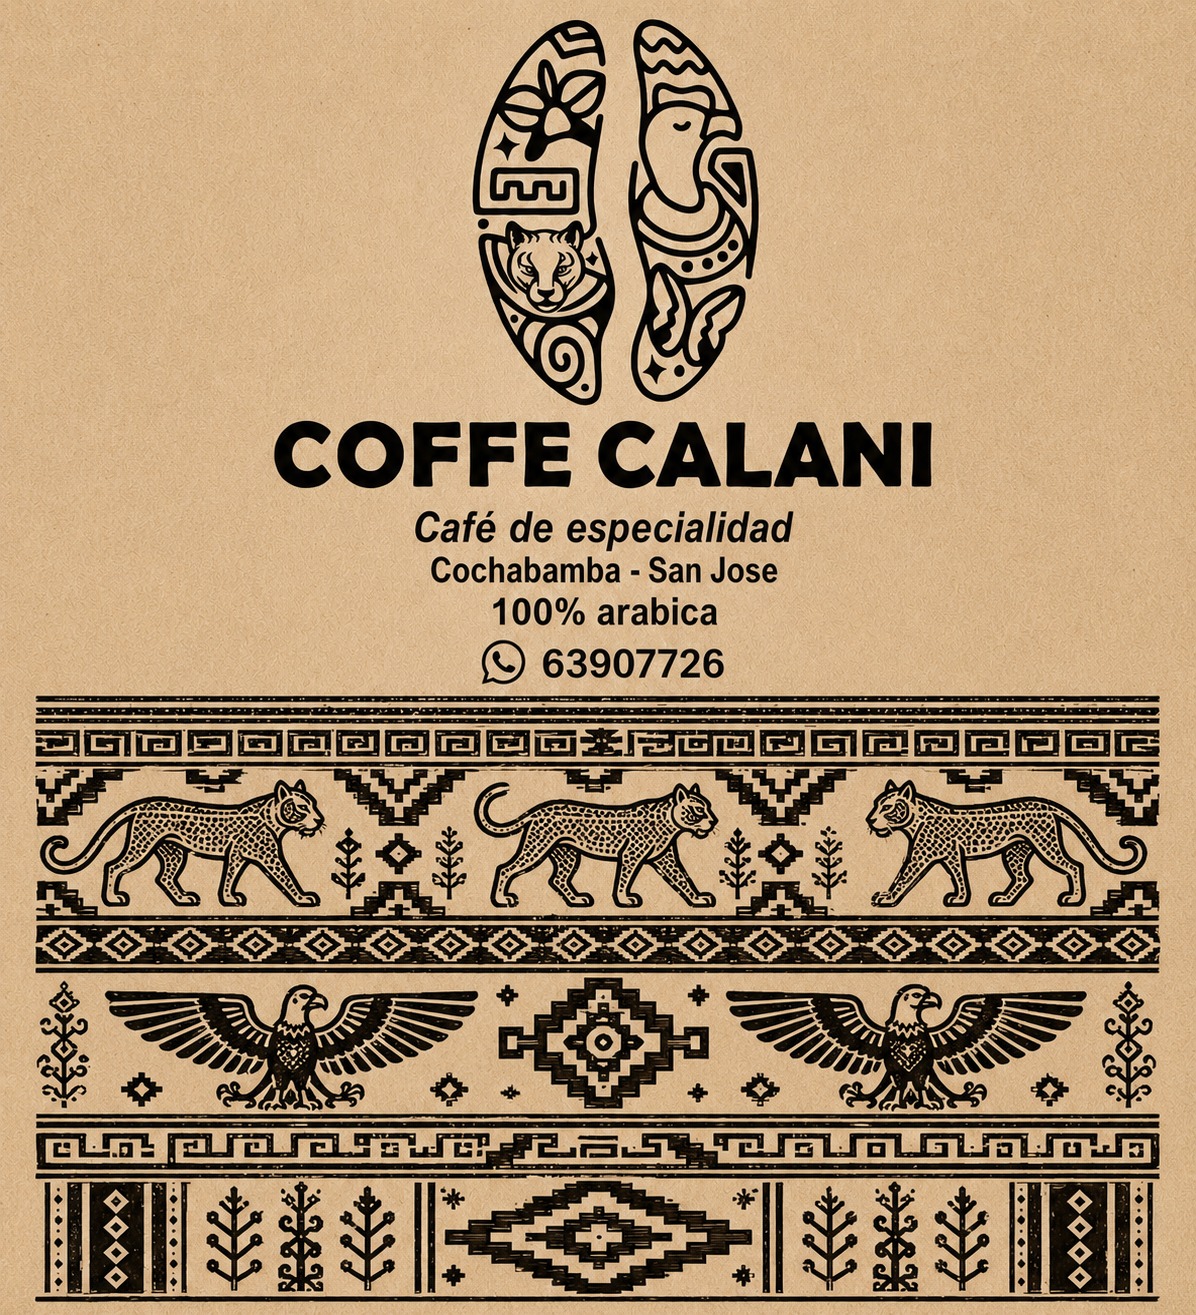 COFFE CALANI
Café de especialidad
Cochabamba - San Jose
100% arabica
63907726